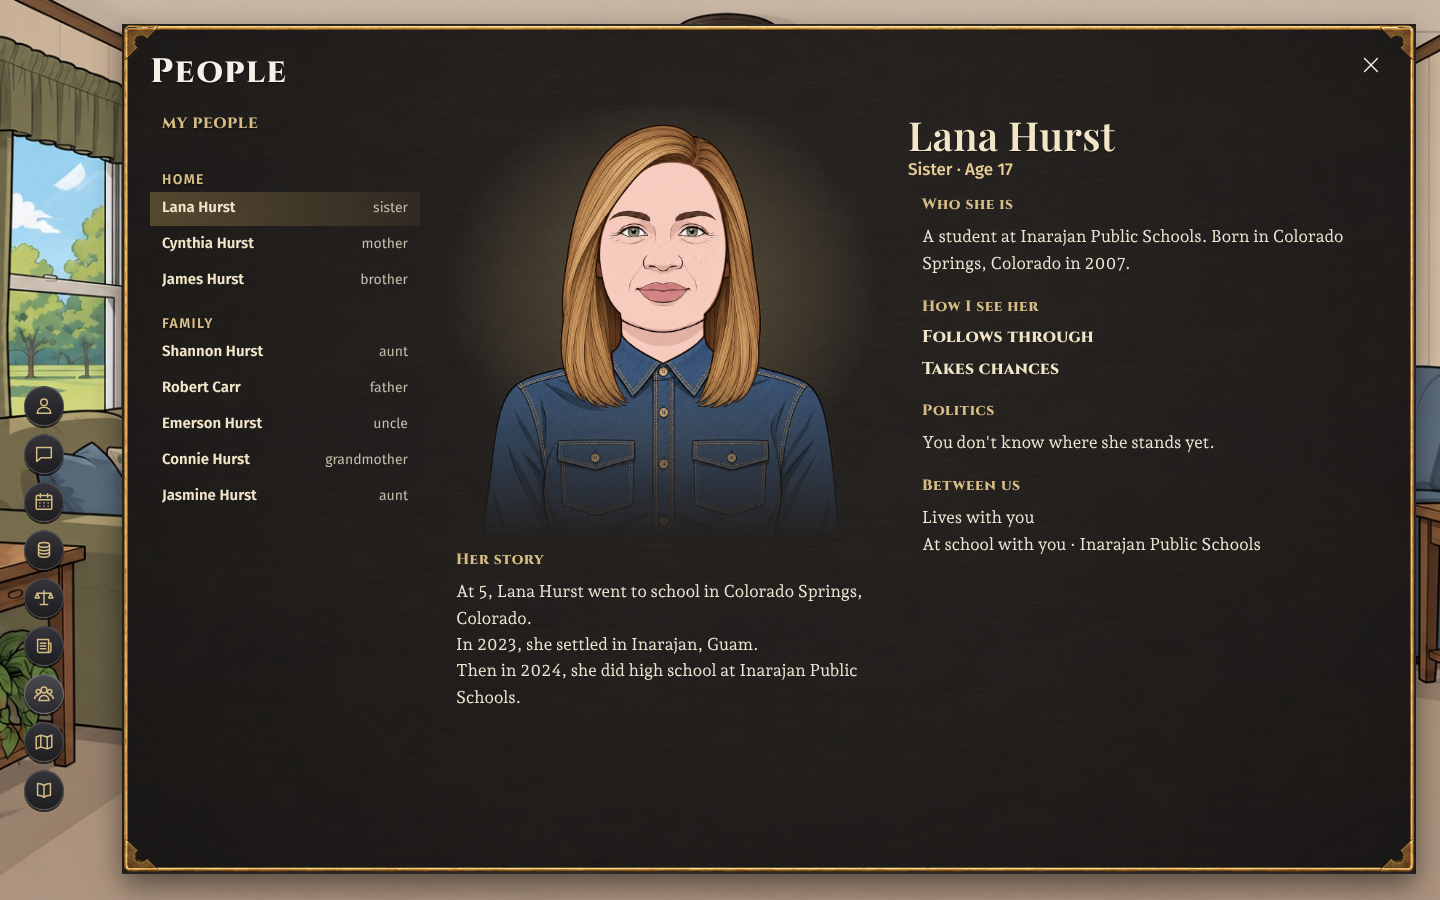 People
MY PEOPLE
HOME
Lana Hurst sister
Cynthia Hurst mother
James Hurst brother
FAMILY
Shannon Hurst aunt
Robert Carr father
Emerson Hurst uncle
Connie Hurst grandmother
Jasmine Hurst aunt
Her story
At 5, Lana Hurst went to school in Colorado Springs,
Colorado.
In 2023, she settled in Inarajan, Guam.
Then in 2024, she did high school at Inarajan Public
Schools.
Lana Hurst
Sister · Age 17
Who she is
A student at Inarajan Public Schools. Born in Colorado
Springs, Colorado in 2007.
How I see her
Follows through
Takes chances
Politics
You don't know where she stands yet.
Between us
Lives with you
At school with you · Inarajan Public Schools